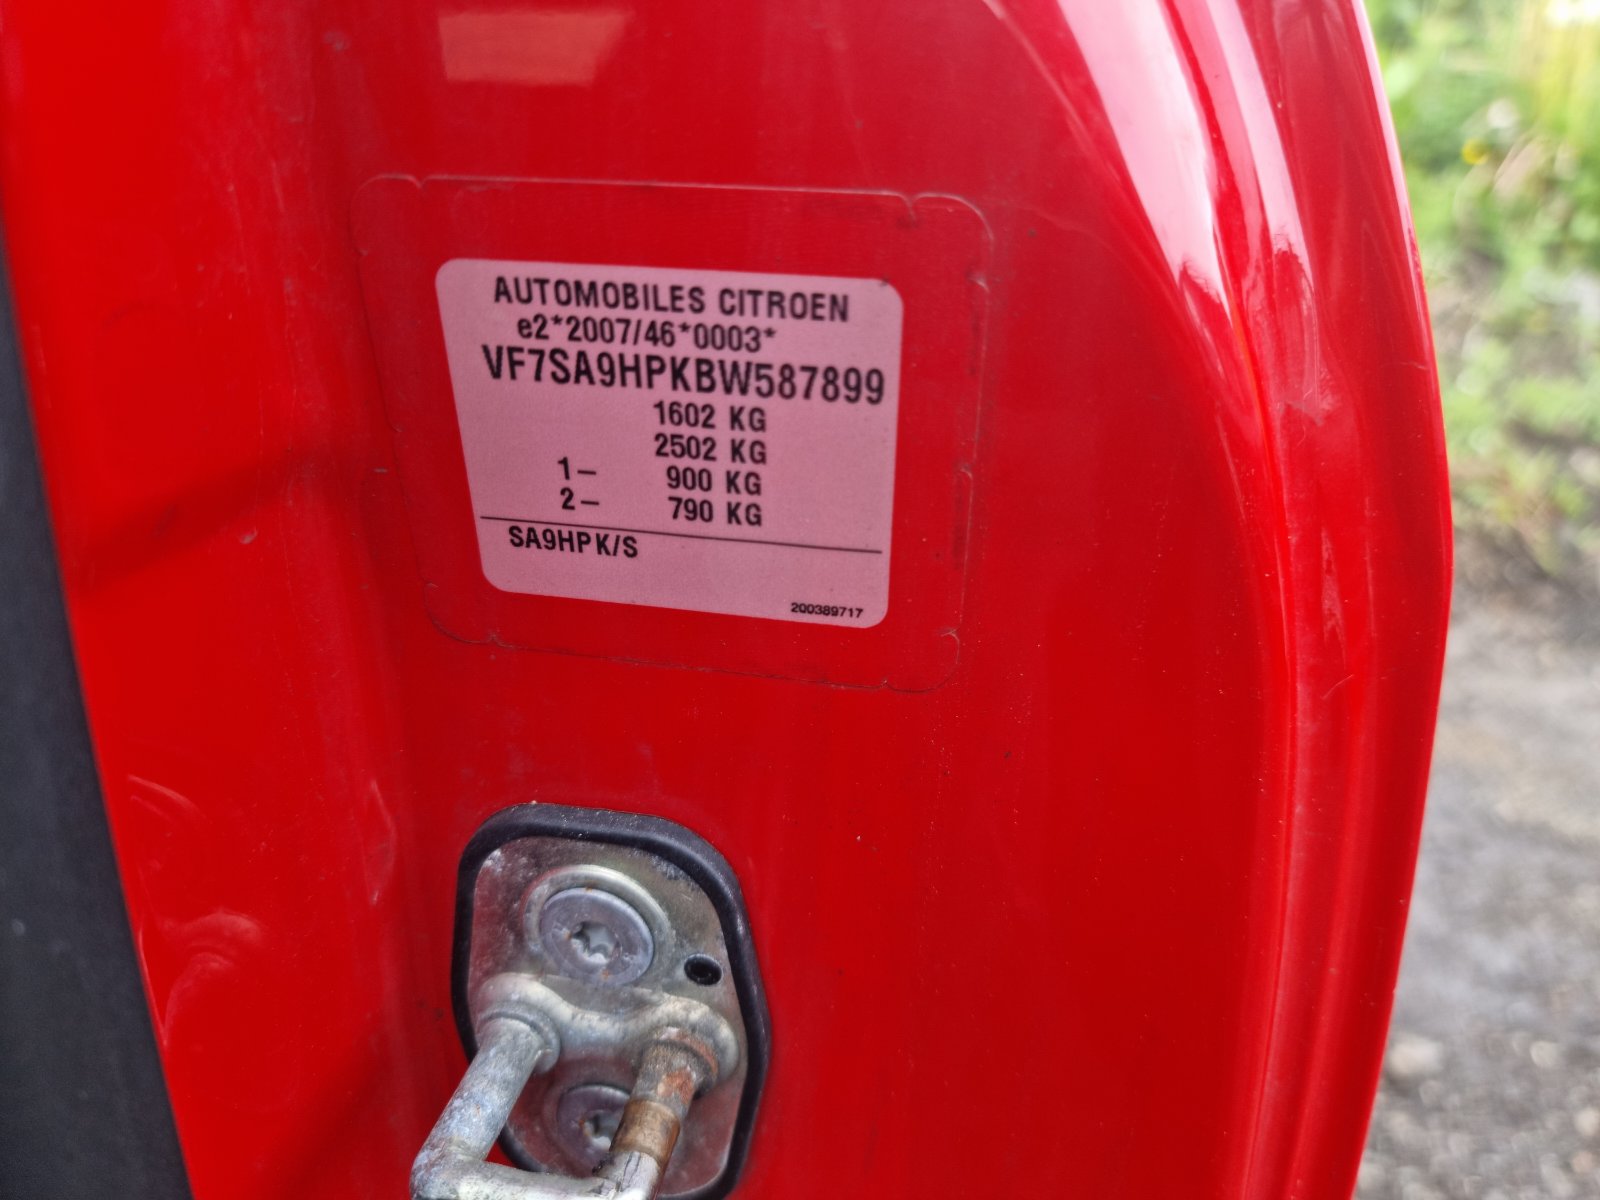 AUTOMOBILES CITROEN
e2*2007/46*0003*
VF7SA9HPKBW587899
1602 KG
2502 KG
1– 900 KG
2– 790 KG
SA9HPK/S
200389717